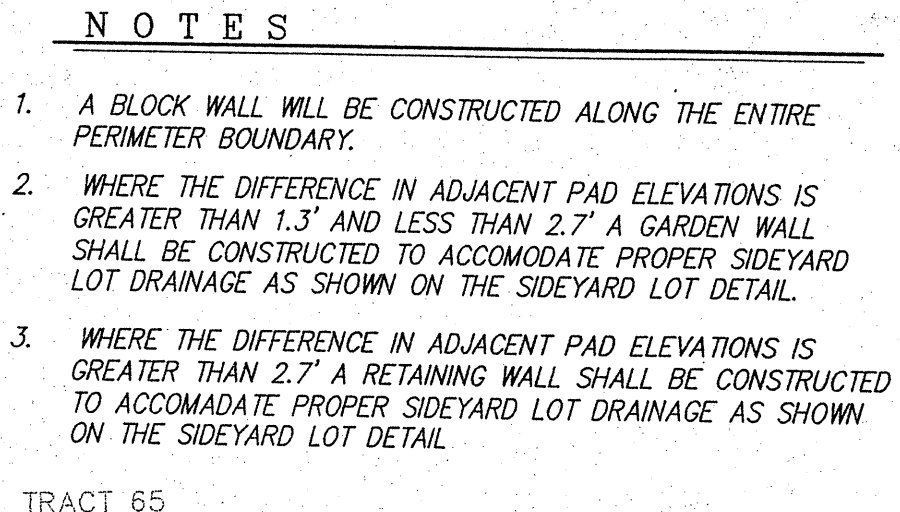 N O T E S
1. A BLOCK WALL WILL BE CONSTRUCTED ALONG THE ENTIRE
PERIMETER BOUNDARY.
2. WHERE THE DIFFERENCE IN ADJACENT PAD ELEVATIONS IS
GREATER THAN 1.3' AND LESS THAN 2.7' A GARDEN WALL
SHALL BE CONSTRUCTED TO ACCOMODATE PROPER SIDEYARD
LOT DRAINAGE AS SHOWN ON THE SIDEYARD LOT DETAIL.
3. WHERE THE DIFFERENCE IN ADJACENT PAD ELEVATIONS IS
GREATER THAN 2.7' A RETAINING WALL SHALL BE CONSTRUCTED
TO ACCOMADATE PROPER SIDEYARD LOT DRAINAGE AS SHOWN
ON THE SIDEYARD LOT DETAIL
TRACT 65